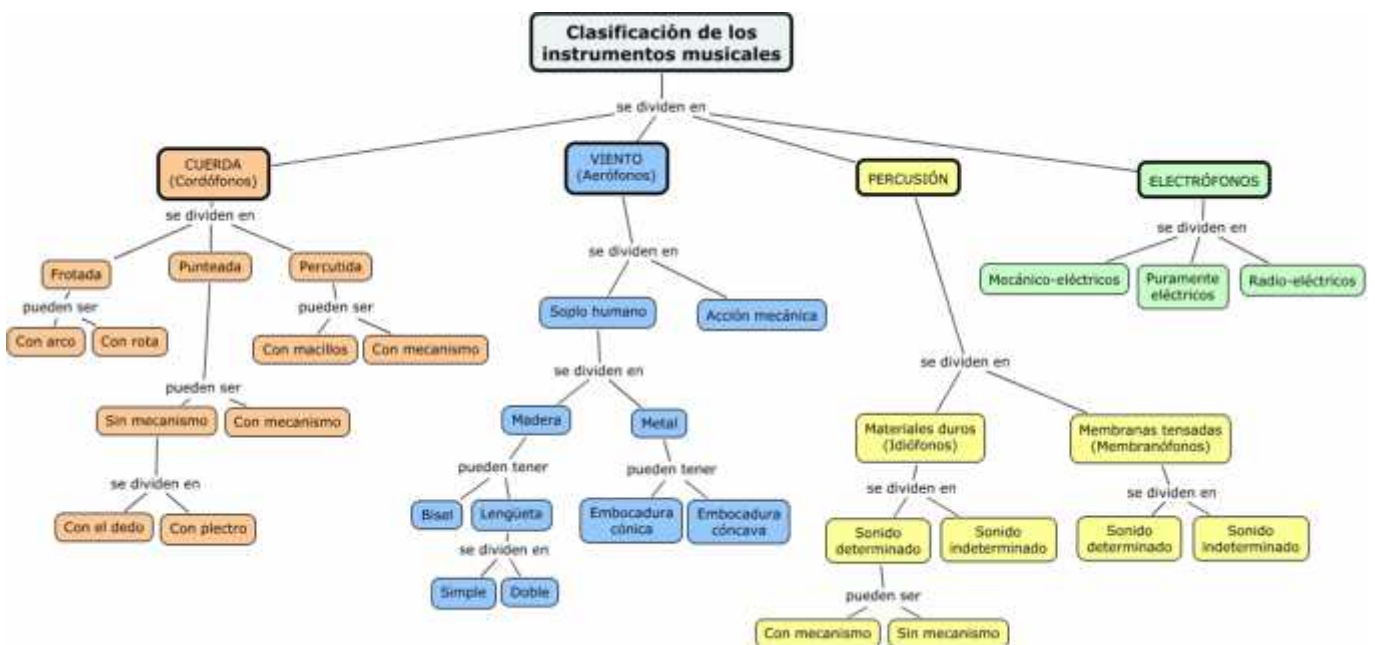 Clasificación de los
instrumentos musicales
se dividen en
CUERDA
(Cordófonos)
VIENTO
(Aerófonos)
PERCUSIÓN
ELECTRÓFONOS
se dividen en
Frotada
Punteada
Percutida
pueden ser
Con arco
Con rota
pueden ser
Con macillos
Con mecanismo
pueden ser
Sin mecanismo
Con mecanismo
se dividen en
Con el dedo
Con plectro
se dividen en
Soplo humano
Acción mecánica
se dividen en
Madera
Metal
pueden tener
Bisel
Lengüeta
se dividen en
Simple
Doble
pueden tener
Embocadura
cónica
Embocadura
cóncava
se dividen en
Materiales duros
(Idiófonos)
Membranas tensadas
(Membranófonos)
se dividen en
Sonido
determinado
Sonido
indeterminado
pueden ser
Con mecanismo
Sin mecanismo
se dividen en
Sonido
determinado
Sonido
indeterminado
se dividen en
Mecánico-eléctricos
Puramente
eléctricos
Radio-eléctricos